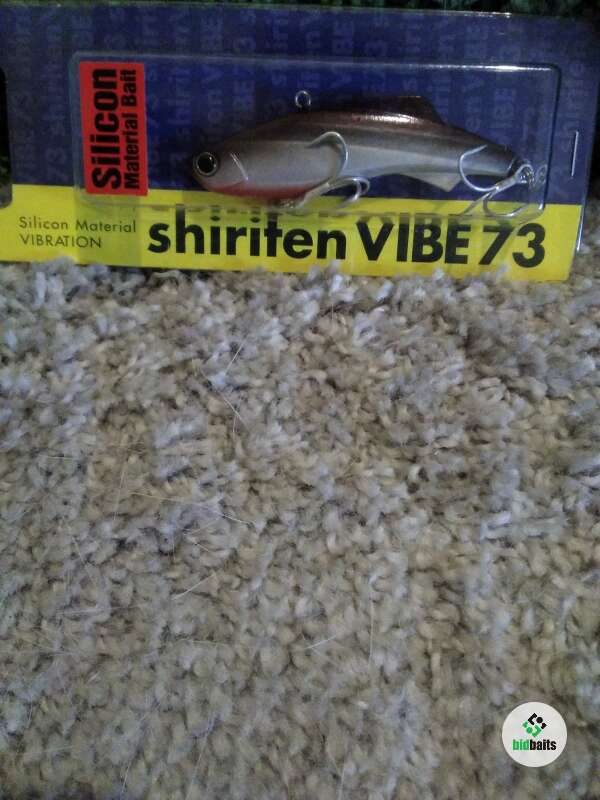 Silicon
Material Bait
Silicon Material
VIBRATION
shiriten VIBE 73
bidbaits